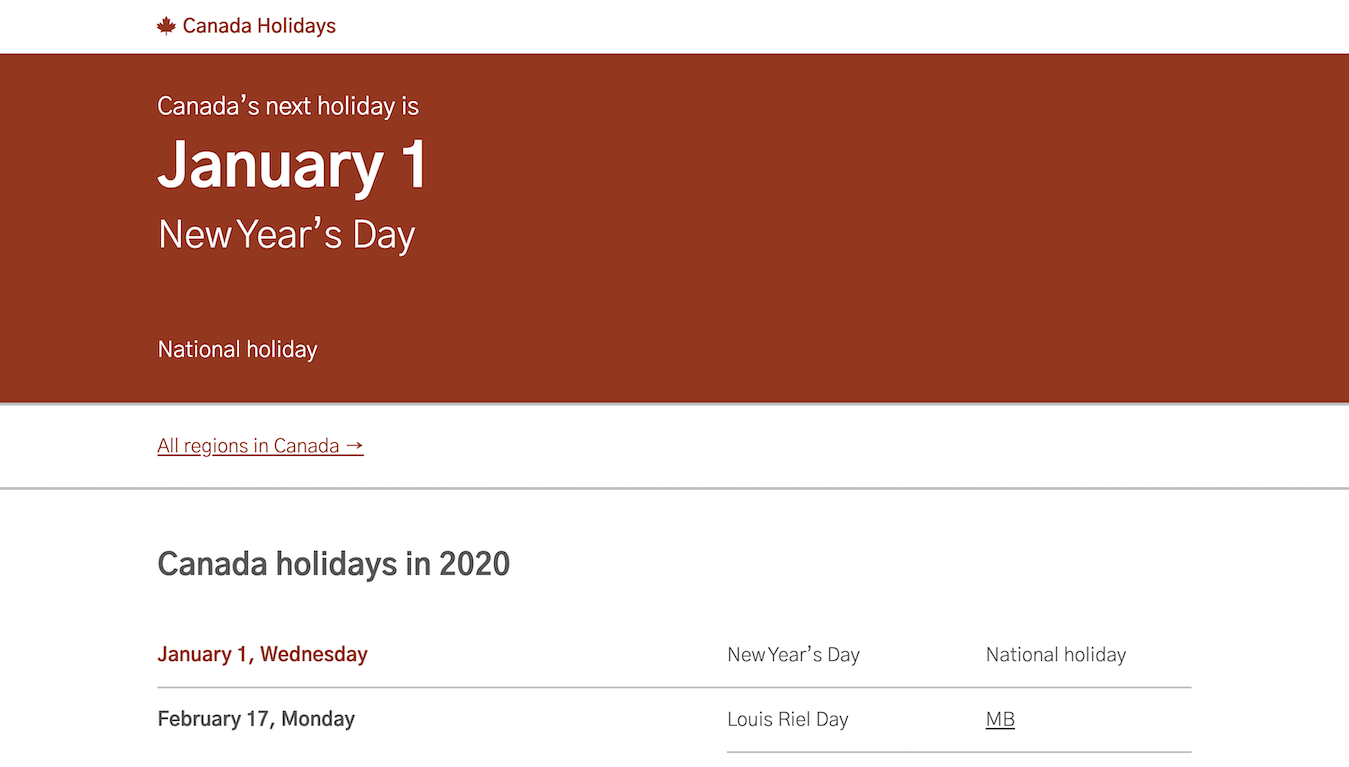 Canada Holidays
Canada’s next holiday is
January 1
New Year’s Day
National holiday
All regions in Canada →
Canada holidays in 2020
January 1, Wednesday New Year’s Day National holiday
February 17, Monday Louis Riel Day MB